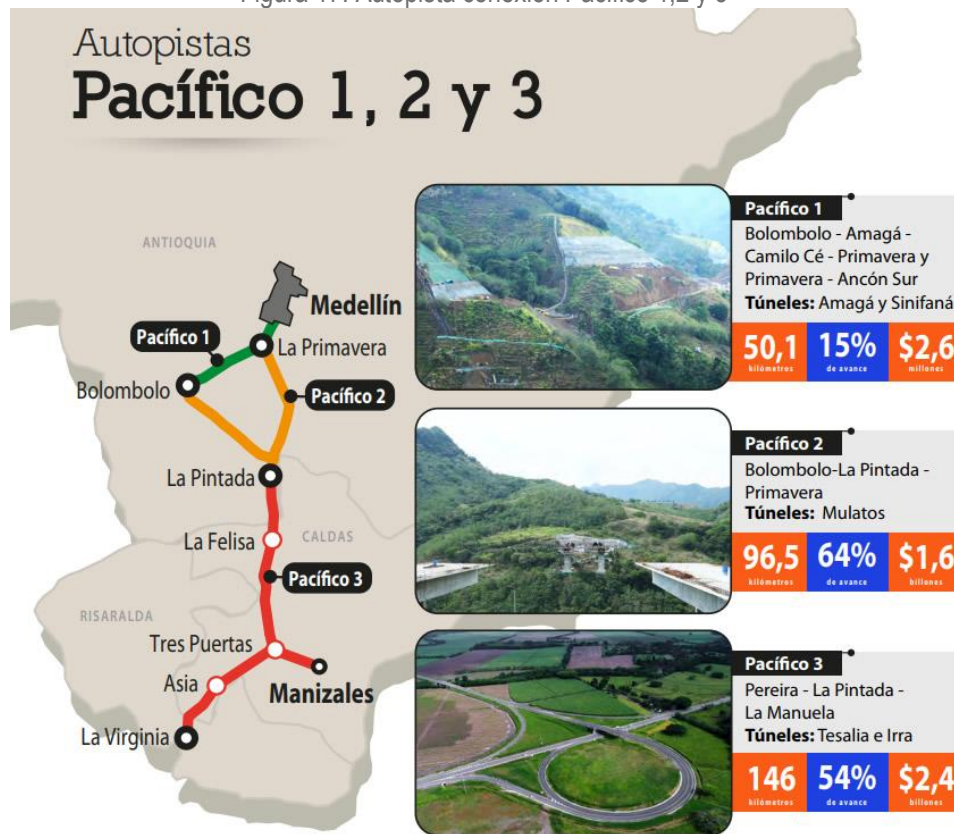 Autopistas
Pacífico 1, 2 y 3
ANTIOQUIA
Medellín
Pacífico 1
La Primavera
Bolombolo
Pacífico 2
La Pintada
La Felisa
CALDAS
Pacífico 3
RISARALDA
Tres Puertas
Asia
Manizales
La Virginia
Pacífico 1
Bolombolo - Amagá -
Camilo Cé - Primavera y
Primavera - Ancón Sur
Túneles: Amagá y Sinifaná
50,1 15% $2,6
kilómetros de avance millones
Pacífico 2
Bolombolo-La Pintada -
Primavera
Túneles: Mulatos
96,5 64% $1,6
kilómetros de avance billones
Pacífico 3
Pereira - La Pintada -
La Manuela
Túneles: Tesalia e Irra
146 54% $2,4
kilómetros de avance billones